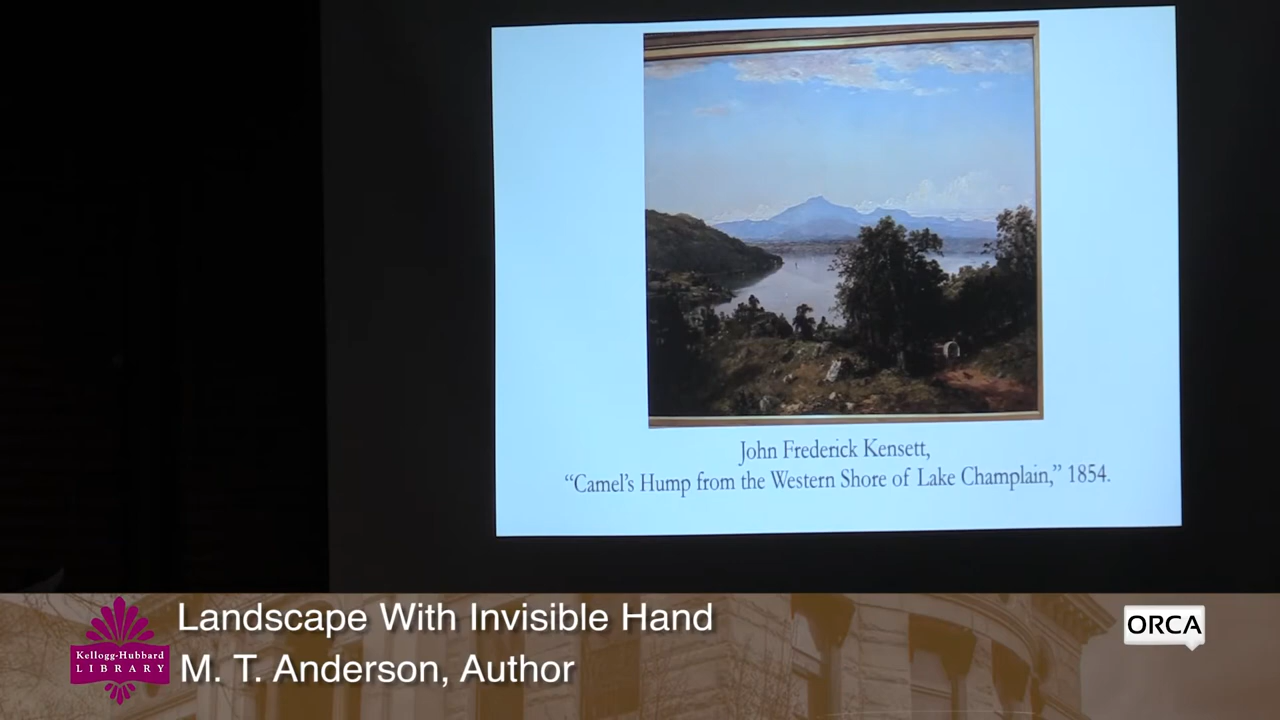 John Frederick Kensett,
“Camel’s Hump from the Western Shore of Lake Champlain,” 1854.
Landscape With Invisible Hand
M. T. Anderson, Author
Kellogg-Hubbard
LIBRARY
ORCA